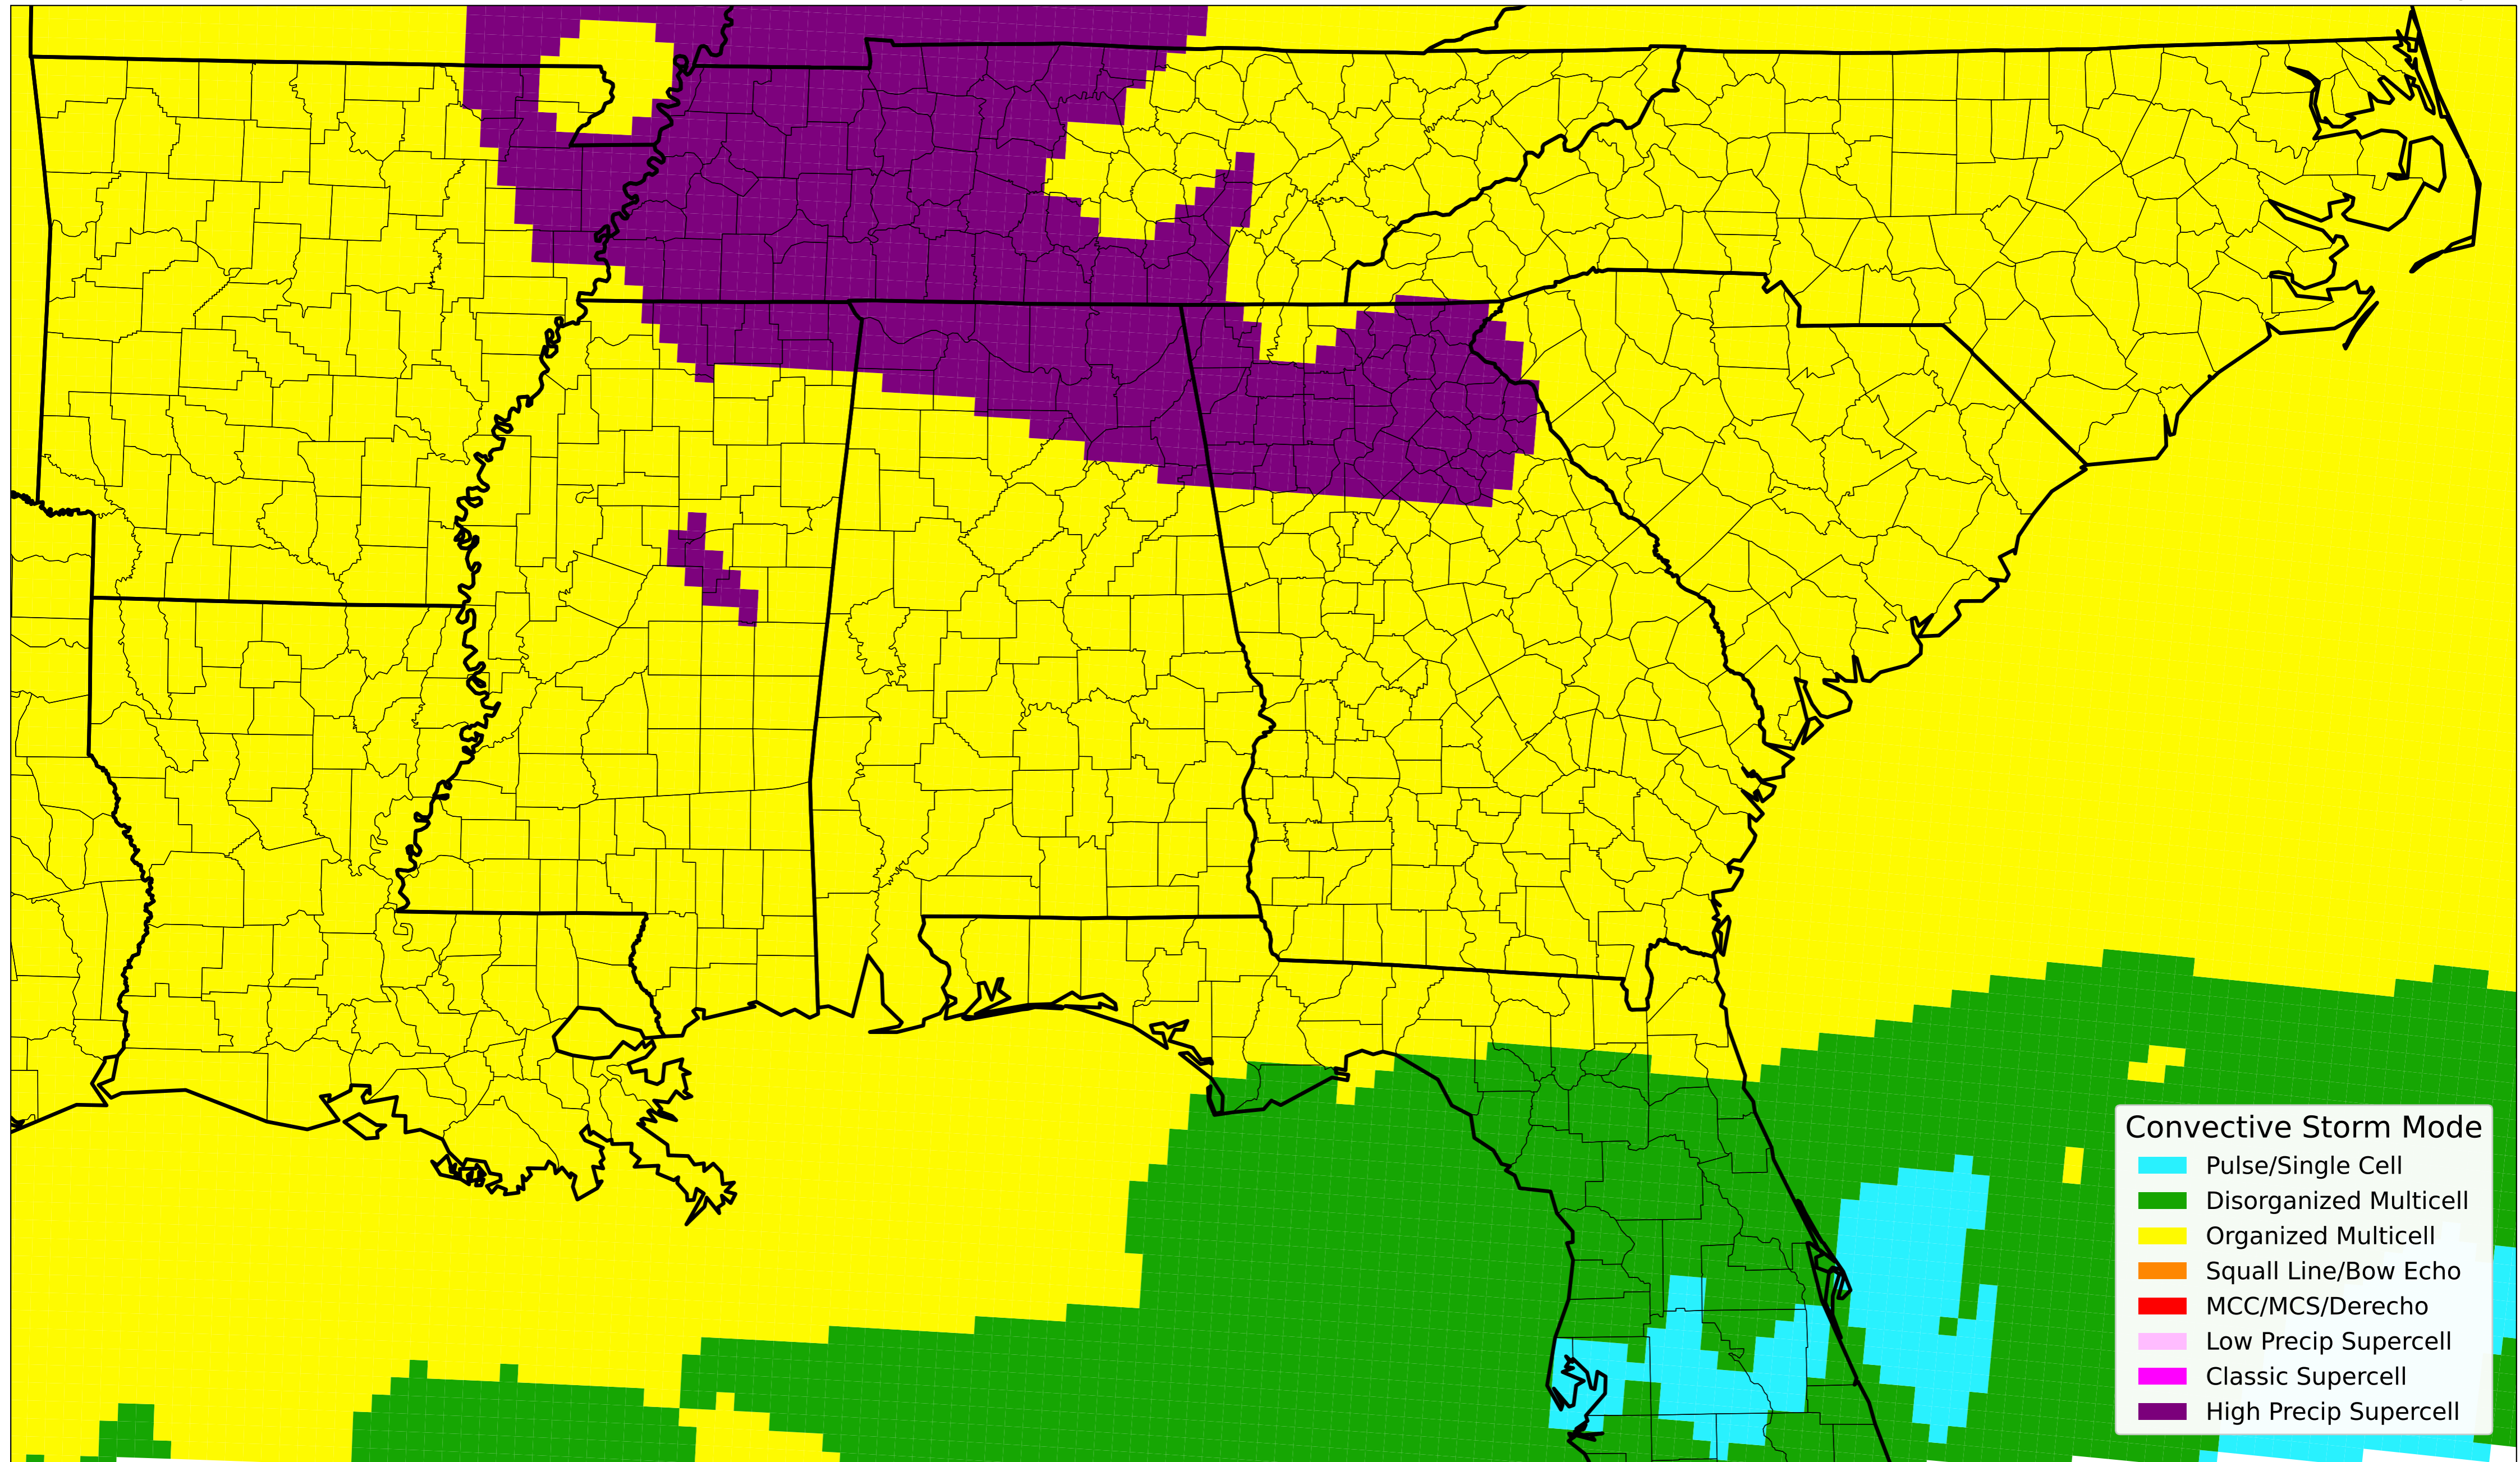 Convective Storm Mode
Pulse/Single Cell
Disorganized Multicell
Organized Multicell
Squall Line/Bow Echo
MCC/MCS/Derecho
Low Precip Supercell
Classic Supercell
High Precip Supercell